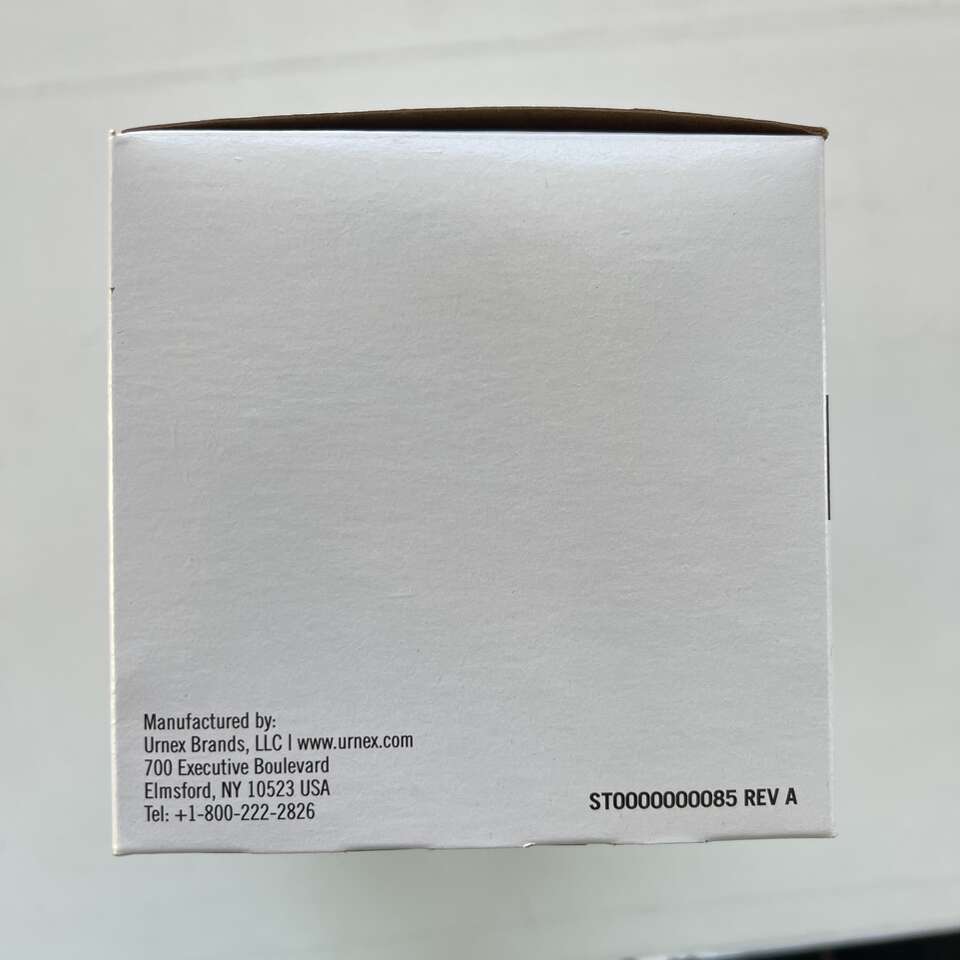 Manufactured by:
Urnex Brands, LLC | www.urnex.com
700 Executive Boulevard
Elmsford, NY 10523 USA
Tel: +1-800-222-2826
ST0000000085 REV A